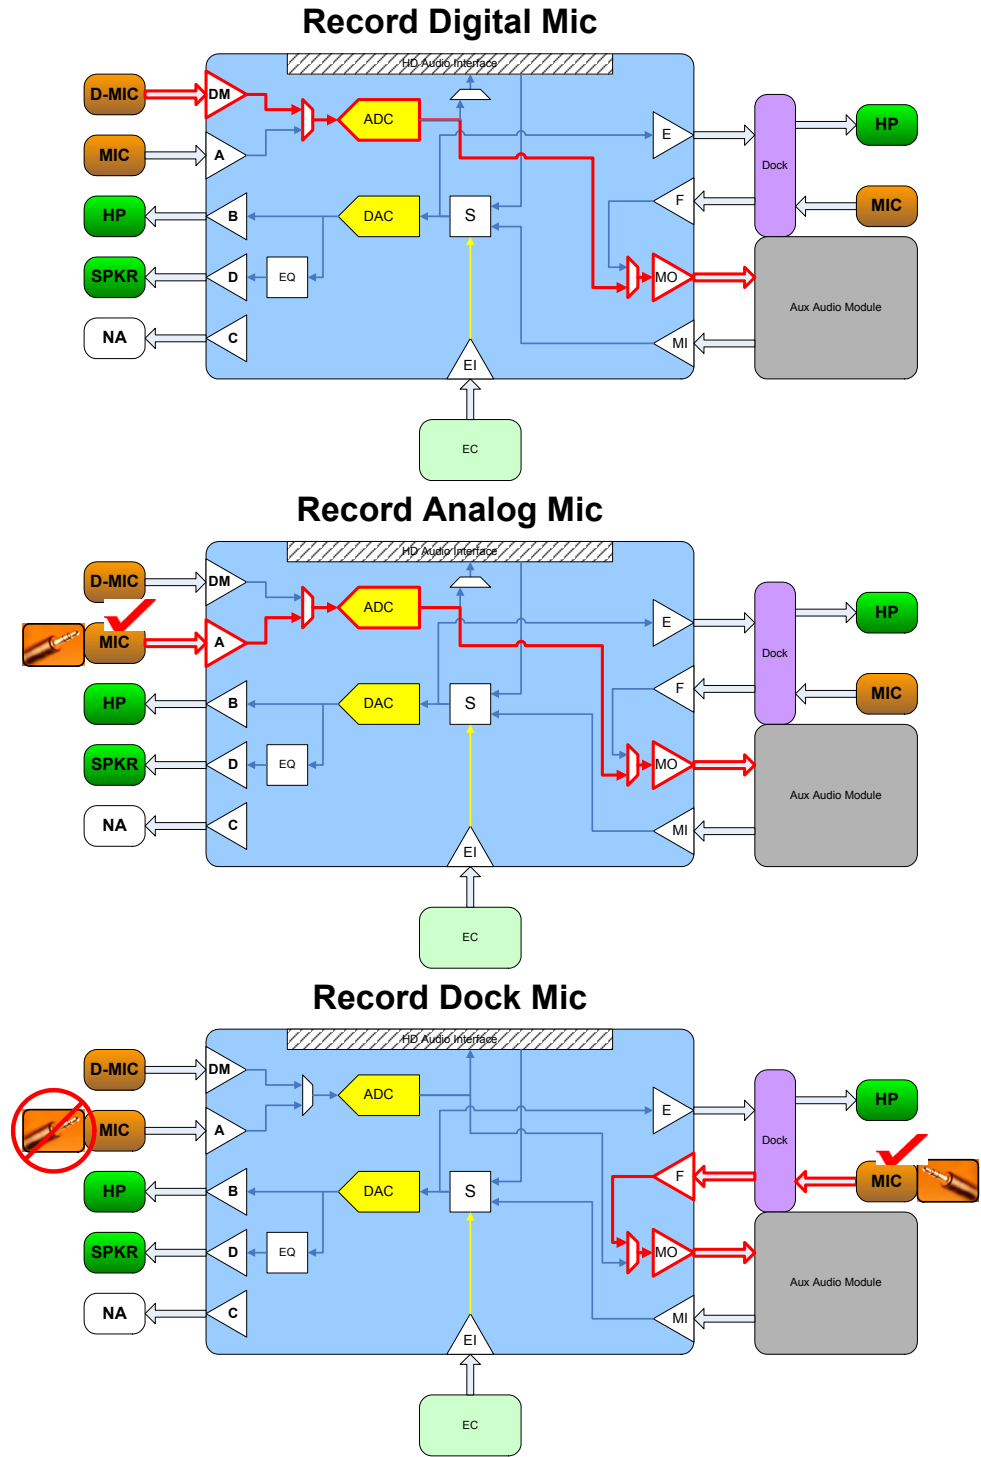 Record Digital Mic
HD Audio Interface
D-MIC
DM
ADC
HP
MIC
A
E
Dock
HP
B
DAC
S
F
MIC
SPKR
D
EQ
MO
Aux Audio Module
NA
C
EI
MI
EC
Record Analog Mic
HD Audio Interface
D-MIC
DM
ADC
HP
MIC
A
E
Dock
HP
B
DAC
S
F
MIC
SPKR
D
EQ
MO
Aux Audio Module
NA
C
EI
MI
EC
Record Dock Mic
HD Audio Interface
D-MIC
DM
ADC
HP
MIC
A
E
Dock
HP
B
DAC
S
F
MIC
SPKR
D
EQ
MO
Aux Audio Module
NA
C
EI
MI
EC